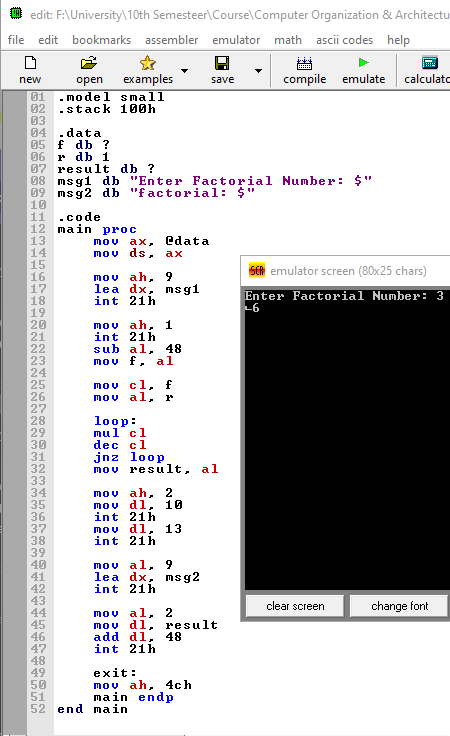 edit: F:\University\10th Semesteer\Course\Computer Organization & Architectu
file edit bookmarks assembler emulator math ascii codes help
new open examples save compile emulate calculato
01 .model small
02 .stack 100h
03
04 .data
05 f db ?
06 r db 1
07 result db ?
08 msg1 db "Enter Factorial Number: $"
09 msg2 db "factorial: $"
10
11 .code
12 main proc
13 mov ax, @data
14 mov ds, ax
15
16 mov ah, 9
17 lea dx, msg1
18 int 21h
19
20 mov ah, 1
21 int 21h
22 sub al, 48
23 mov f, al
24
25 mov cl, f
26 mov al, r
27
28 loop:
29 mul cl
30 dec cl
31 jnz loop
32 mov result, al
33
34 mov ah, 2
35 mov dl, 10
36 int 21h
37 mov dl, 13
38 int 21h
39
40 mov al, 9
41 lea dx, msg2
42 int 21h
43
44 mov al, 2
45 mov dl, result
46 add dl, 48
47 int 21h
48
49 exit:
50 mov ah, 4ch
51 main endp
52 end main
SCR emulator screen (80x25 chars)
Enter Factorial Number: 3
∟6
clear screen change font